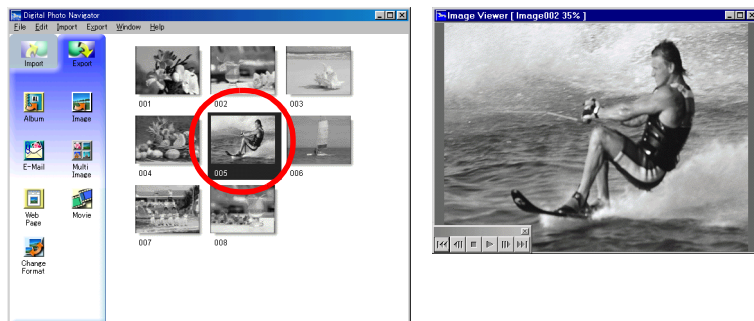 Digital Photo Navigator
File Edit Import Export Window Help
Import Export
Album Image
E-Mail Multi Image
Web Page Movie
Change Format
001 002 003
004 005 006
007 008
Image Viewer [ Image002 35% ]